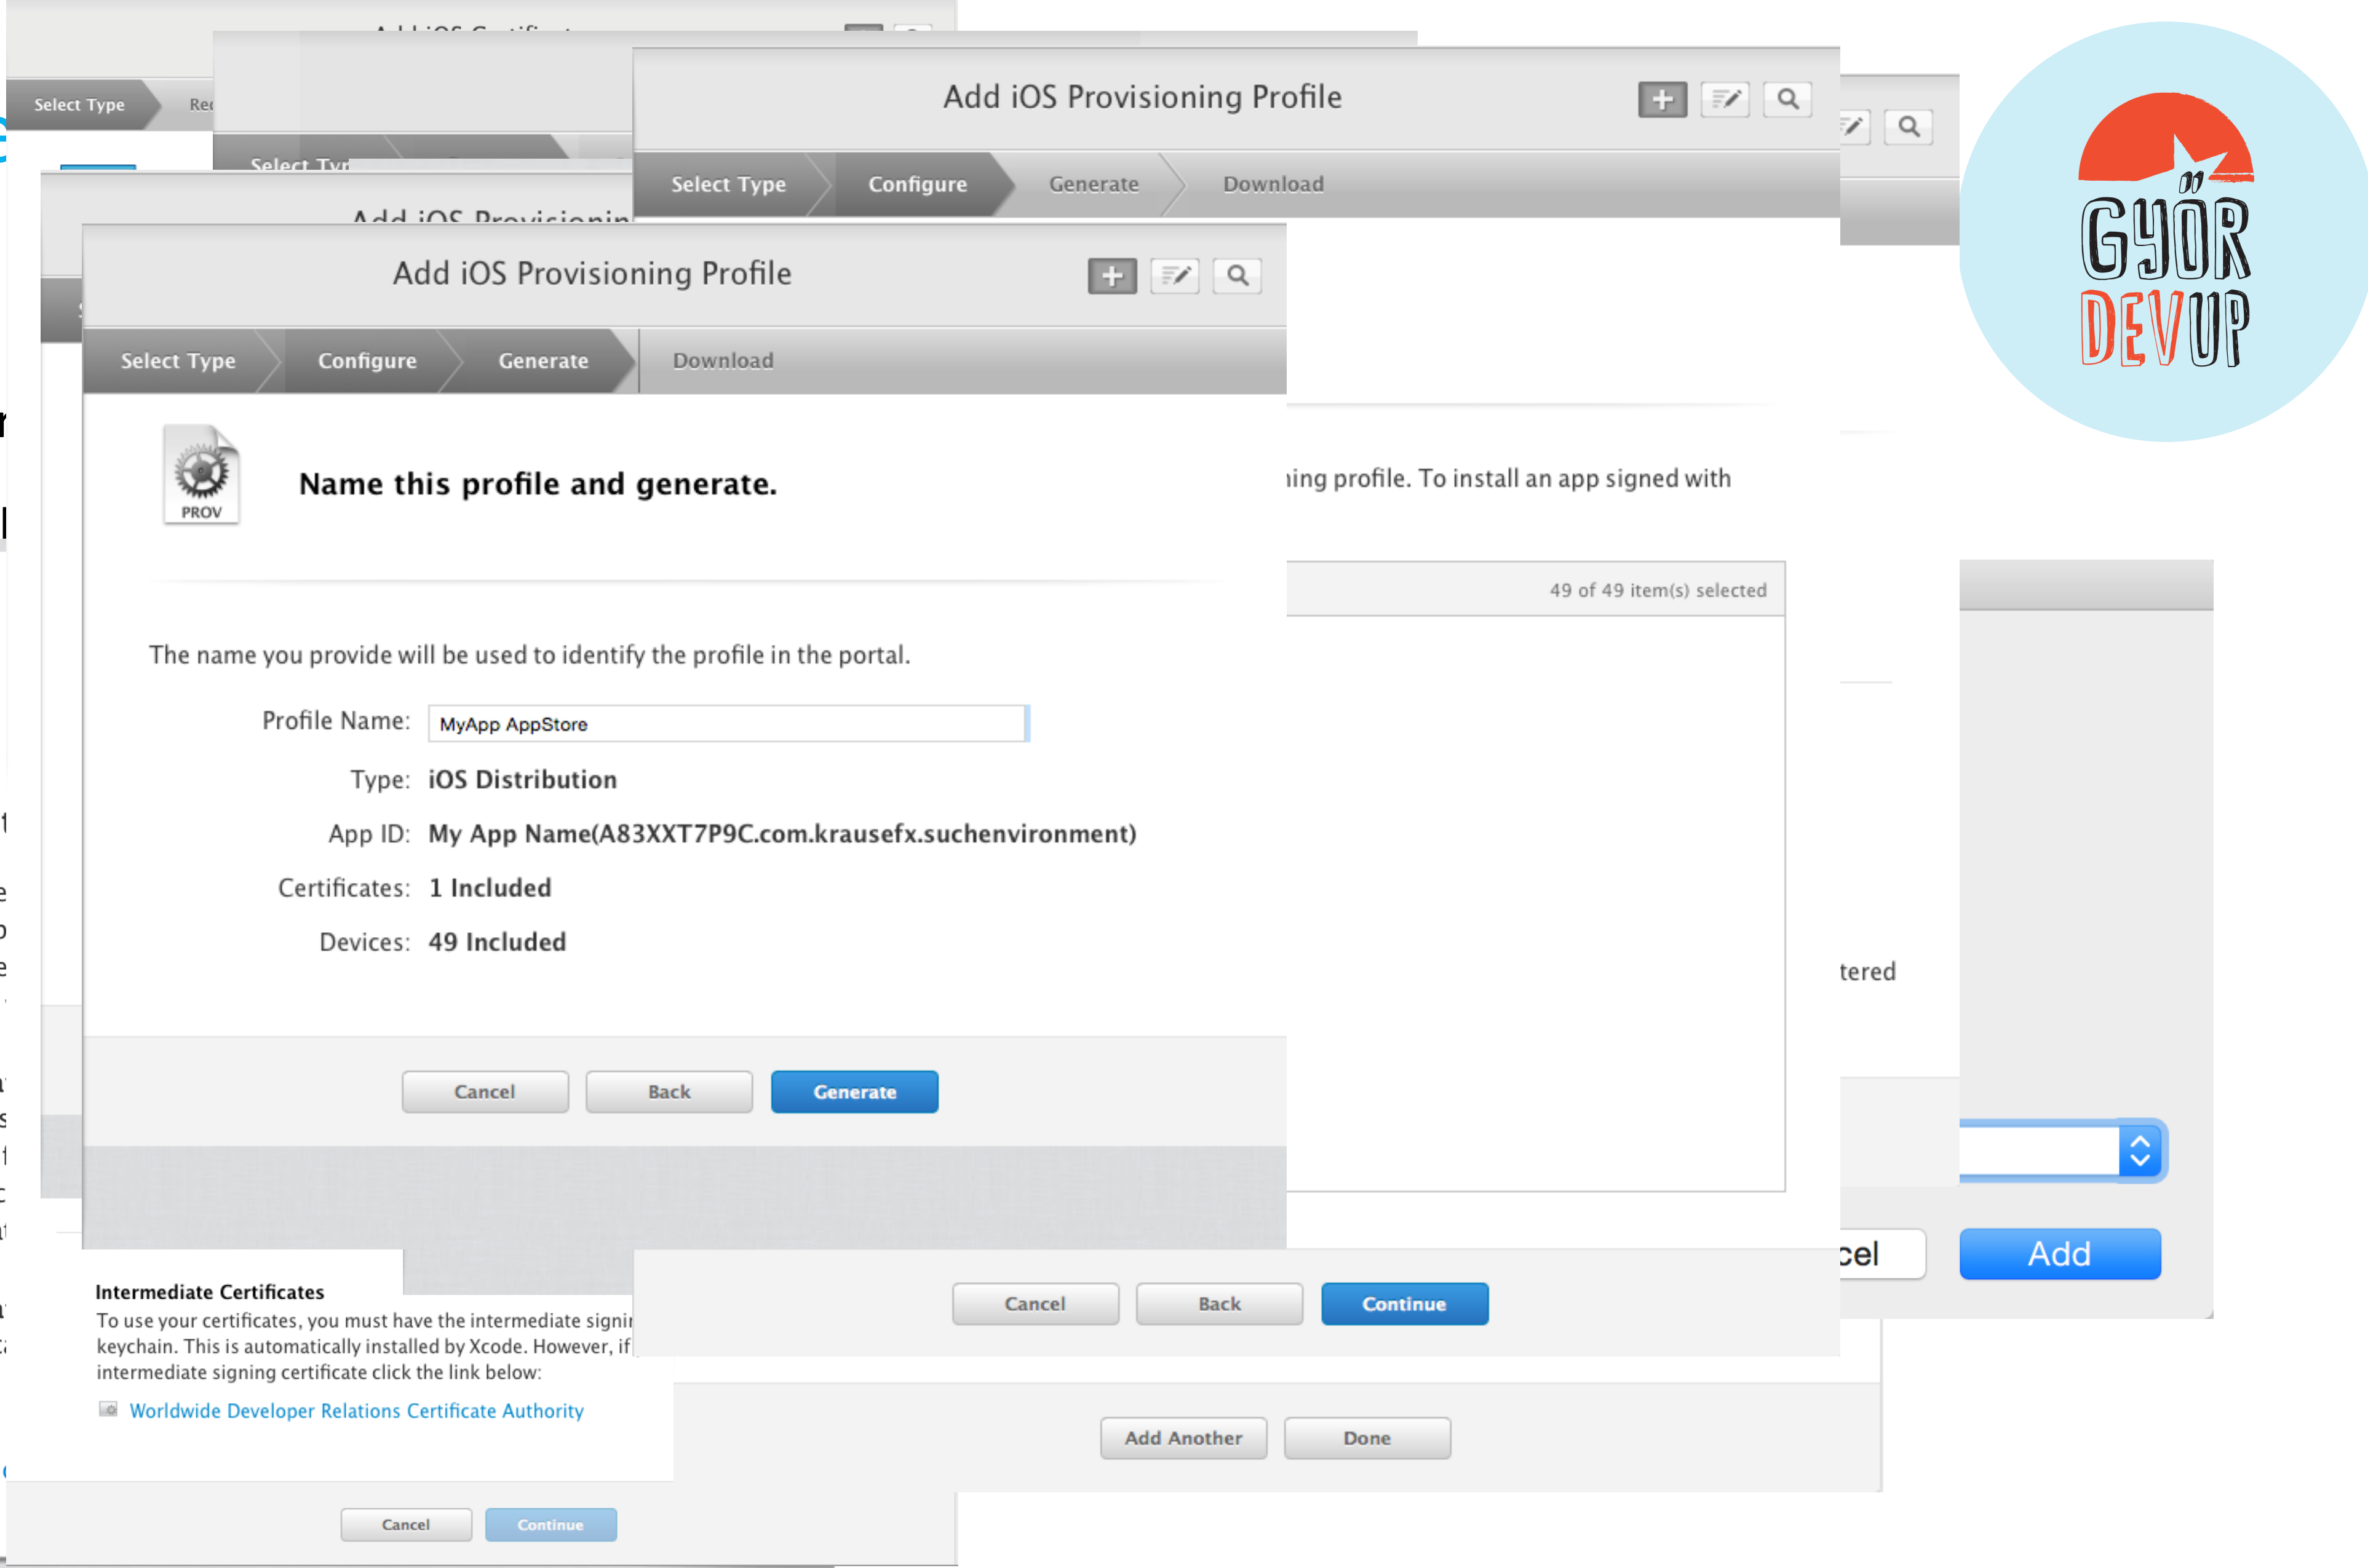 Select Type
Select Type
Add iOS Provisioning Profile
Select Type Configure Generate Download
GYŐR
DEVUP
Add iOS Provisioning Profile
Select Type Configure Generate Download
PROV
Name this profile and generate.
profile. To install an app signed with
49 of 49 item(s) selected
The name you provide will be used to identify the profile in the portal.
Profile Name: MyApp AppStore
Type: iOS Distribution
App ID: My App Name(A83XXT7P9C.com.krausefx.suchenvironment)
Certificates: 1 Included
Devices: 49 Included
Cancel Back Generate
Add
Intermediate Certificates
To use your certificates, you must have the intermediate
keychain. This is automatically installed by Xcode. However, if
intermediate signing certificate click the link below:
Worldwide Developer Relations Certificate Authority
Cancel Back Continue
Add Another Done
Cancel Continue